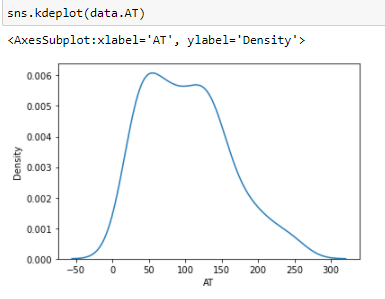 sns.kdeplot(data.AT)
<AxesSubplot:xlabel='AT', ylabel='Density'>
0.006
0.005
0.004
0.003
0.002
0.001
0.000
Density
−50 0 50 100 150 200 250 300
AT